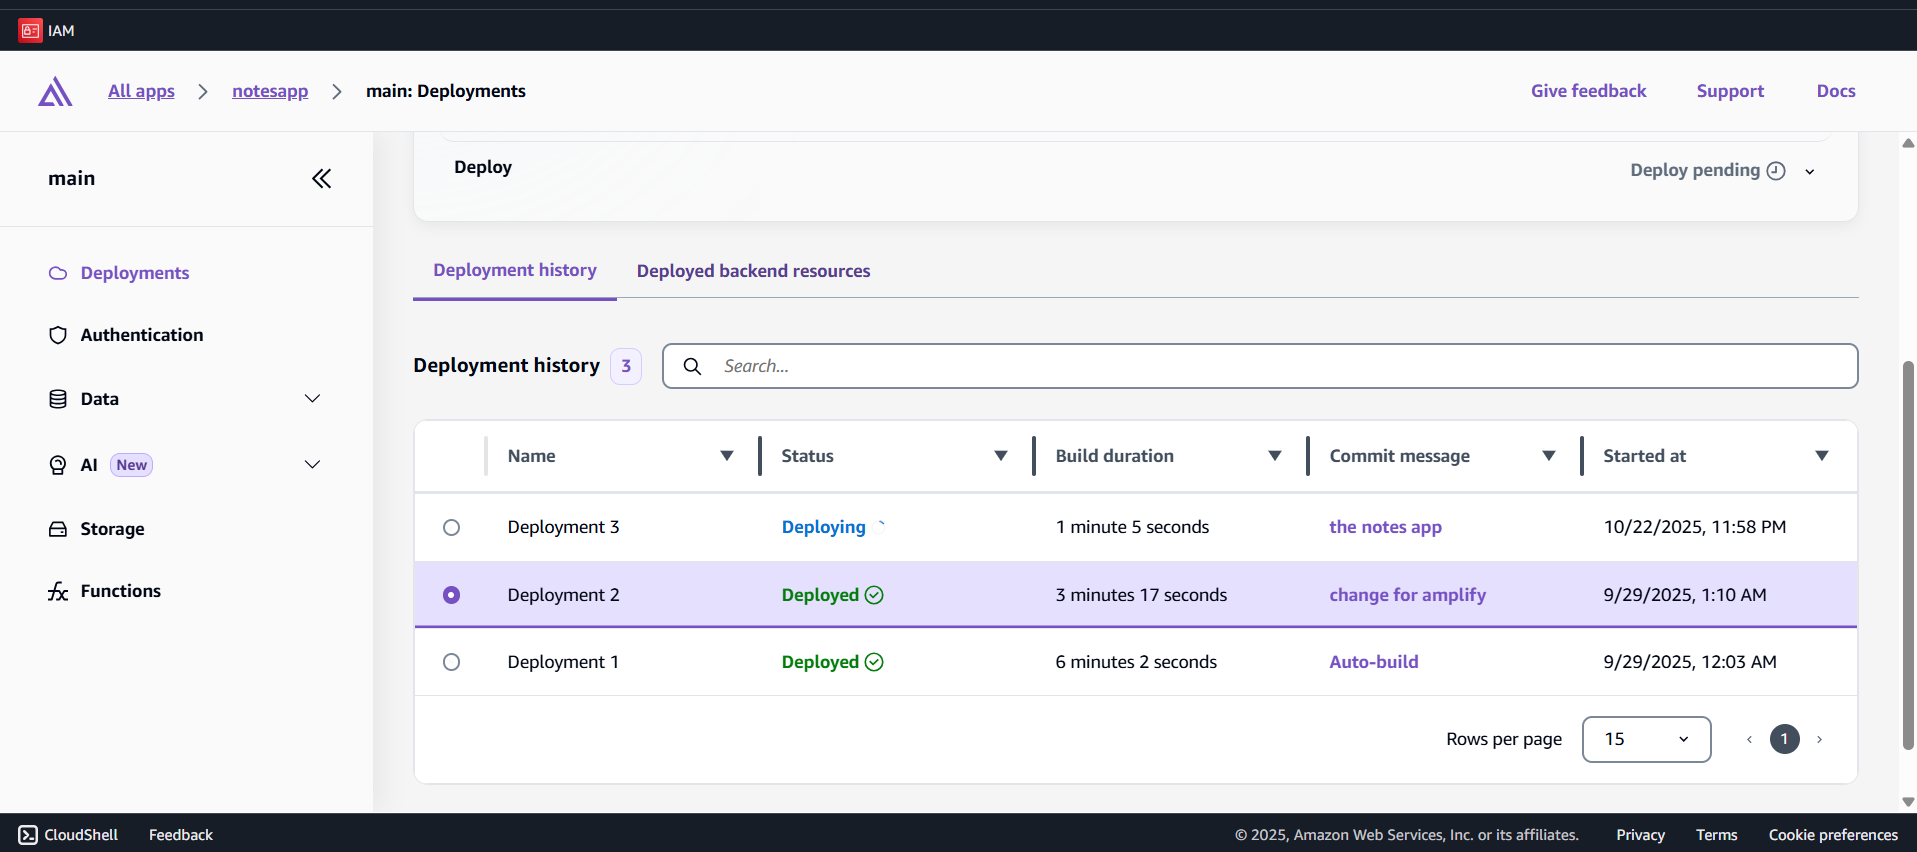 IAM
All apps notesapp main: Deployments Give feedback Support Docs
main
Deployments
Authentication
Data
AI New
Storage
Functions
Deploy Deploy pending
Deployment history Deployed backend resources
Deployment history 3 Search...
Name Status Build duration Commit message Started at
Deployment 3 Deploying 1 minute 5 seconds the notes app 10/22/2025, 11:58 PM
Deployment 2 Deployed 3 minutes 17 seconds change for amplify 9/29/2025, 1:10 AM
Deployment 1 Deployed 6 minutes 2 seconds Auto-build 9/29/2025, 12:03 AM
Rows per page 15 1
CloudShell Feedback © 2025, Amazon Web Services, Inc. or its affiliates. Privacy Terms Cookie preferences